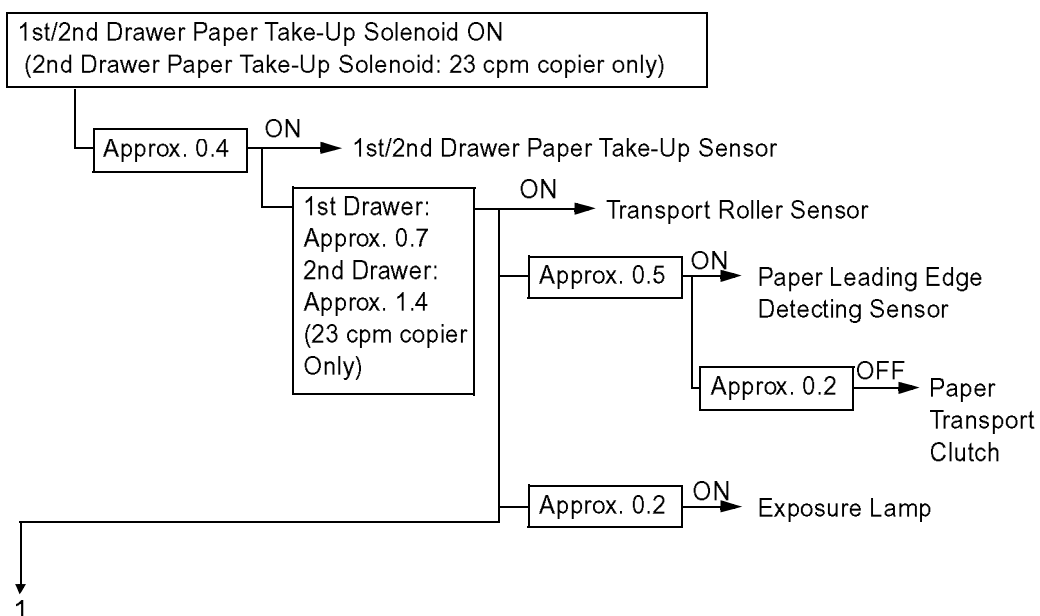 1st/2nd Drawer Paper Take-Up Solenoid ON
(2nd Drawer Paper Take-Up Solenoid: 23 cpm copier only)
Approx. 0.4
ON
1st/2nd Drawer Paper Take-Up Sensor
1st Drawer:
Approx. 0.7
2nd Drawer:
Approx. 1.4
(23 cpm copier
Only)
ON
Transport Roller Sensor
Approx. 0.5
ON
Paper Leading Edge
Detecting Sensor
Approx. 0.2
OFF
Paper
Transport
Clutch
Approx. 0.2
ON
Exposure Lamp
1